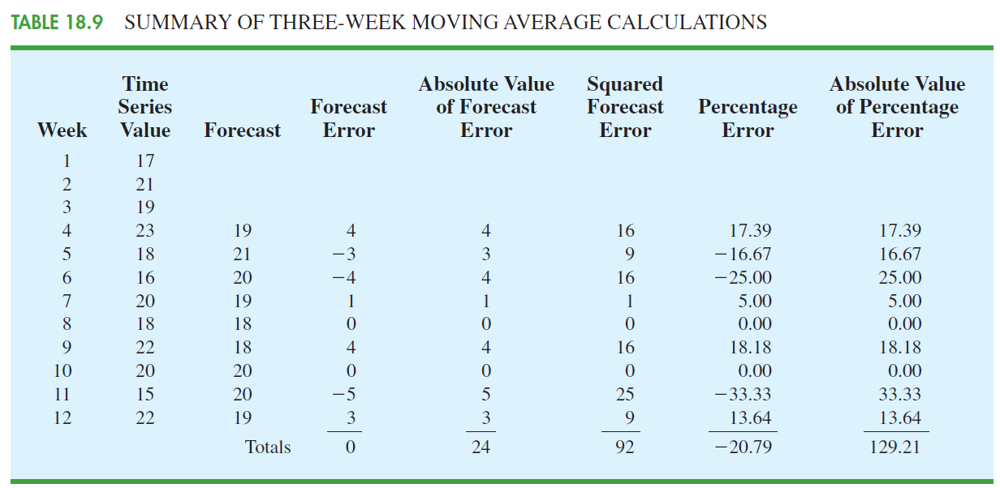 TABLE 18.9 SUMMARY OF THREE-WEEK MOVING AVERAGE CALCULATIONS
Time Absolute Value Squared Absolute Value
Series Forecast of Forecast Forecast Percentage of Percentage
Week Value Forecast Error Error Error Error Error
1 17
2 21
3 19
4 23 19 4 4 16 17.39 17.39
5 18 21 −3 3 9 −16.67 16.67
6 16 20 −4 4 16 −25.00 25.00
7 20 19 1 1 1 5.00 5.00
8 18 18 0 0 0 0.00 0.00
9 22 18 4 4 16 18.18 18.18
10 20 20 0 0 0 0.00 0.00
11 15 20 −5 5 25 −33.33 33.33
12 22 19 3 3 9 13.64 13.64
Totals 0 24 92 −20.79 129.21